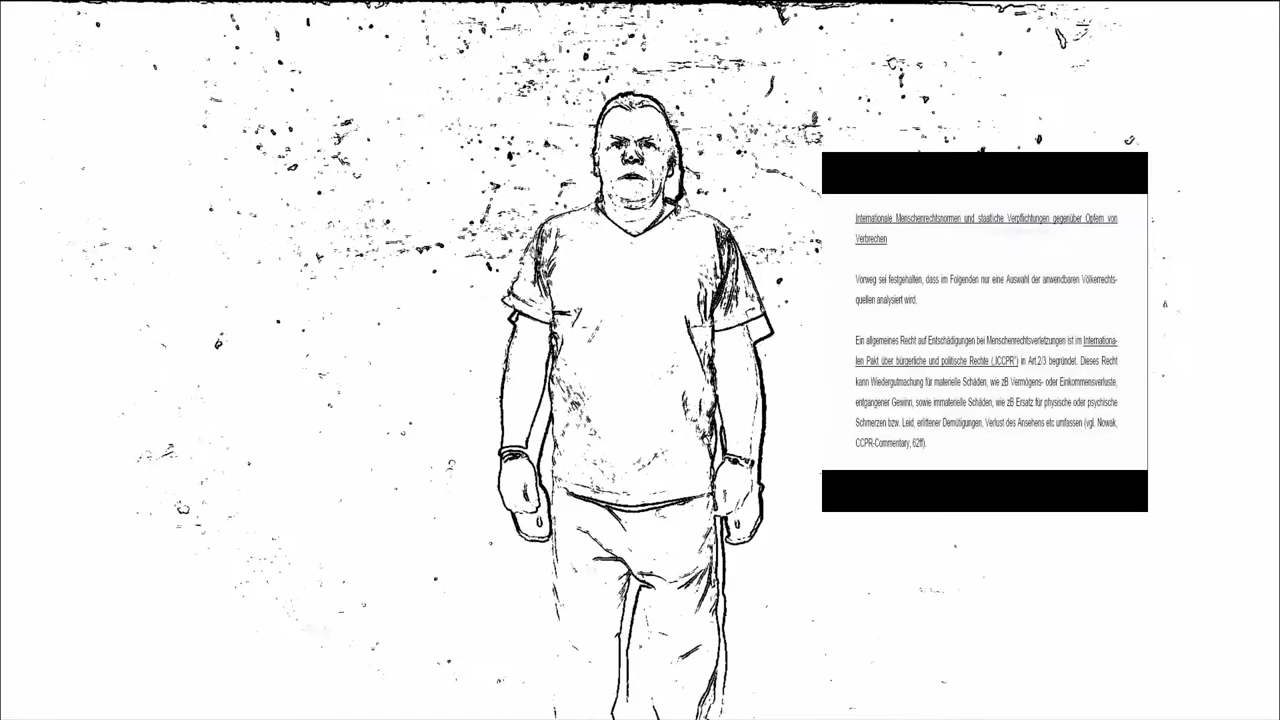 Internationale Menschenrechtsnormen und staatliche Verpflichtungen gegenüber Opfern von
Verbrechen
Vorweg sei festgehalten, dass im Folgenden nur eine Auswahl der anwendbaren Völkerrechts-
quellen analysiert wird.
Ein allgemeines Recht auf Entschädigungen bei Menschenrechtsverletzungen ist im Internationa-
len Pakt über bürgerliche und politische Rechte („ICCPR“) in Art.2/3 begründet. Dieses Recht
kann Wiedergutmachung für materielle Schäden, wie zB Vermögens- oder Einkommensverluste,
entgangener Gewinn, sowie immaterielle Schäden, wie zB Ersatz für physische oder psychische
Schmerzen bzw. Leid, erlittener Demütigungen, Verlust des Ansehens etc umfassen (vgl. Nowak,
CCPR-Commentary, 62ff).